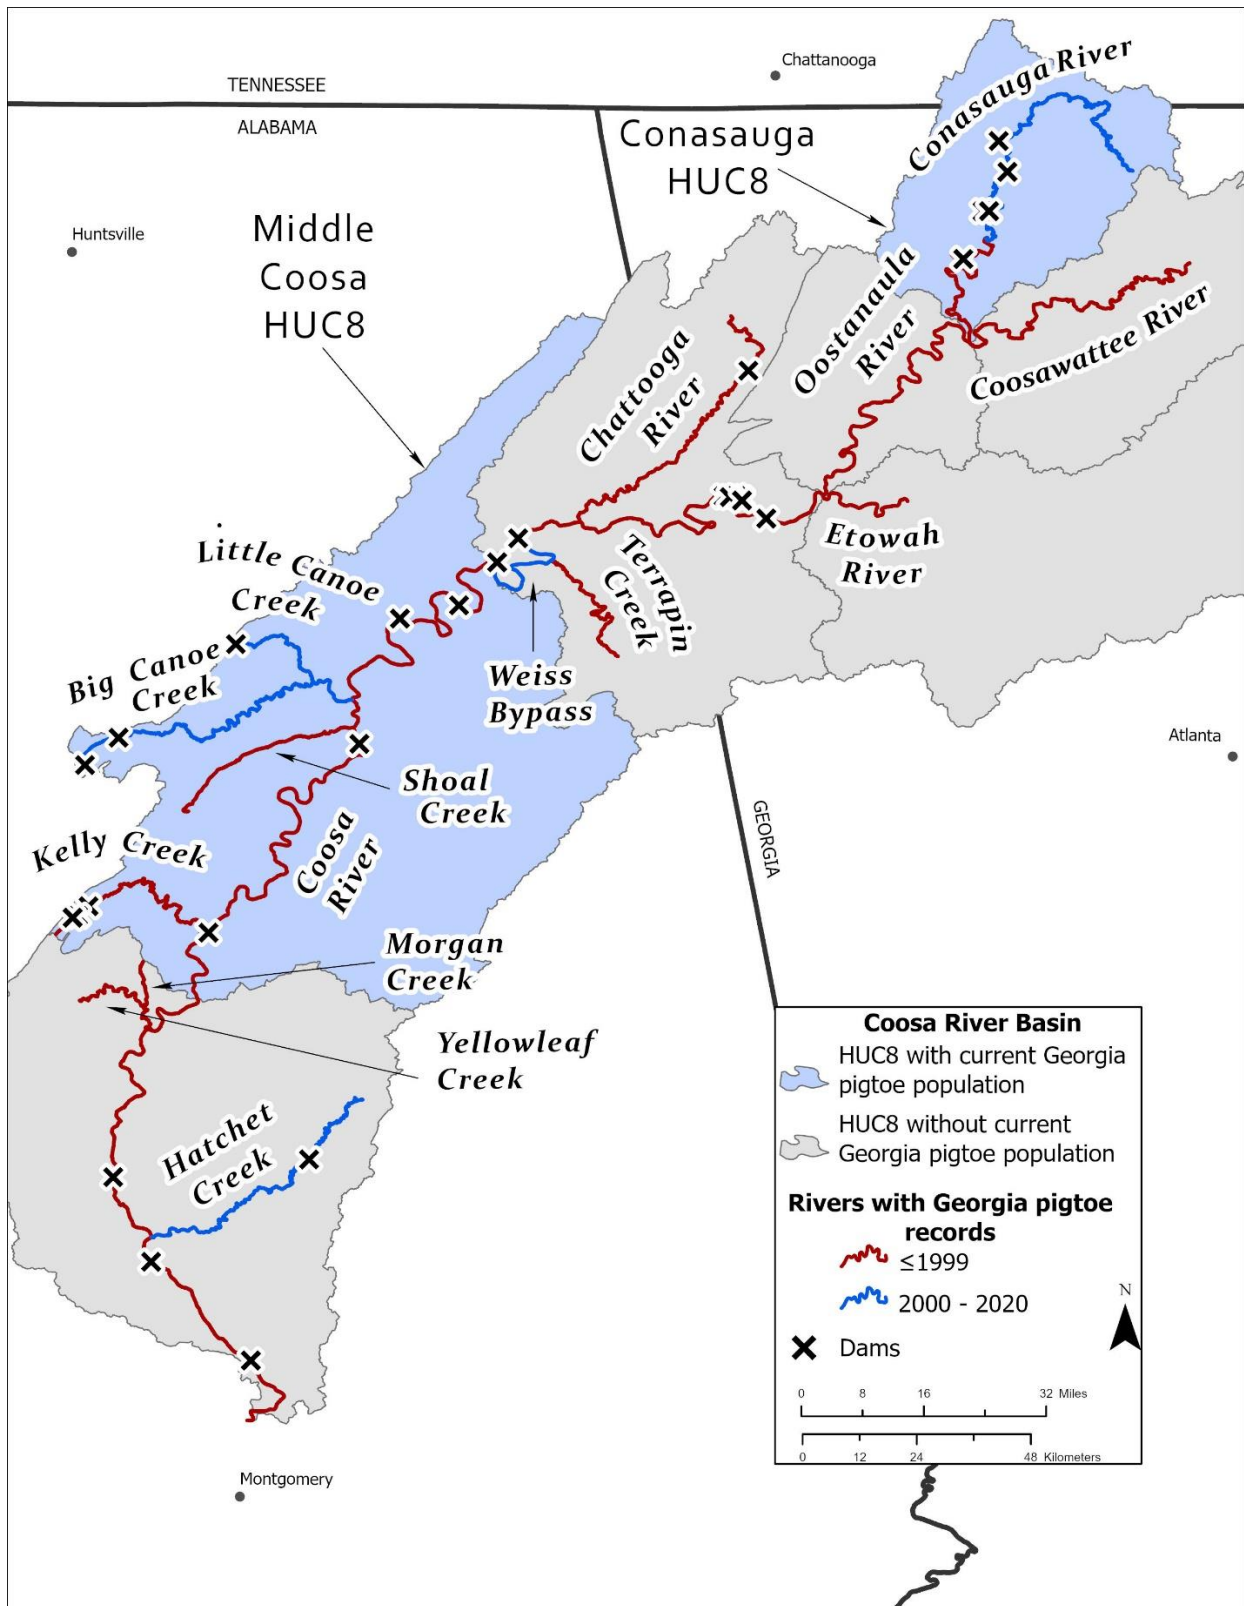 Chattanooga
TENNESSEE
ALABAMA
Conasauga River
Conasauga
HUC8
Huntsville
Middle
Coosa
HUC8
Oostanaula
River
Coosawattee River
Chattooga
River
Etowah
River
Terrapin
Creek
Little Canoe
Creek
Big Canoe
Creek
Weiss
Bypass
Atlanta
Shoal
Creek
GEORGIA
Kelly Creek
Coosa
River
Morgan
Creek
Yellowleaf
Creek
Hatchet
Creek
Montgomery
Coosa River Basin
HUC8 with current Georgia
pigtoe population
HUC8 without current
Georgia pigtoe population
Rivers with Georgia pigtoe
records
≤1999
2000 - 2020
N
Dams
0 8 16 32 Miles
0 12 24 48 Kilometers